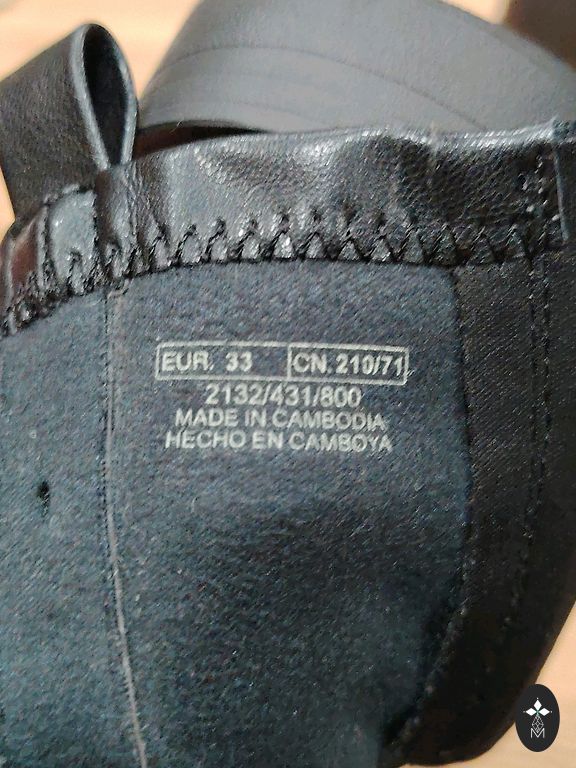 EUR. 33 CN. 210/71
2132/431/800
MADE IN CAMBODIA
HECHO EN CAMBOYA
M